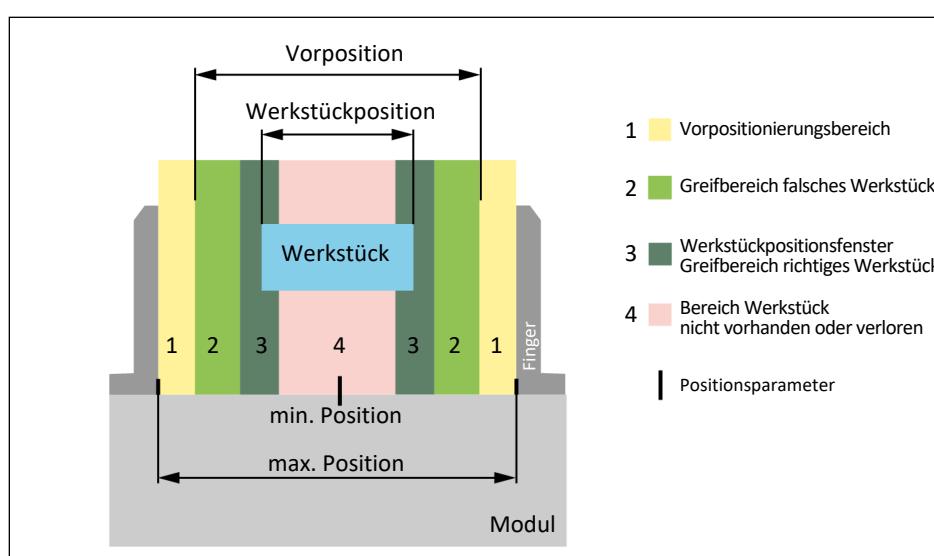 Vorposition
Werkstückposition
Werkstück
1 2 3 4 3 2 1
Finger
min. Position
max. Position
Modul
1 Vorpositionierungsbereich
2 Greifbereich falsches Werkstück
3 Werkstückpositionsfenster
Greifbereich richtiges Werkstück
4 Bereich Werkstück
nicht vorhanden oder verloren
Positionsparameter